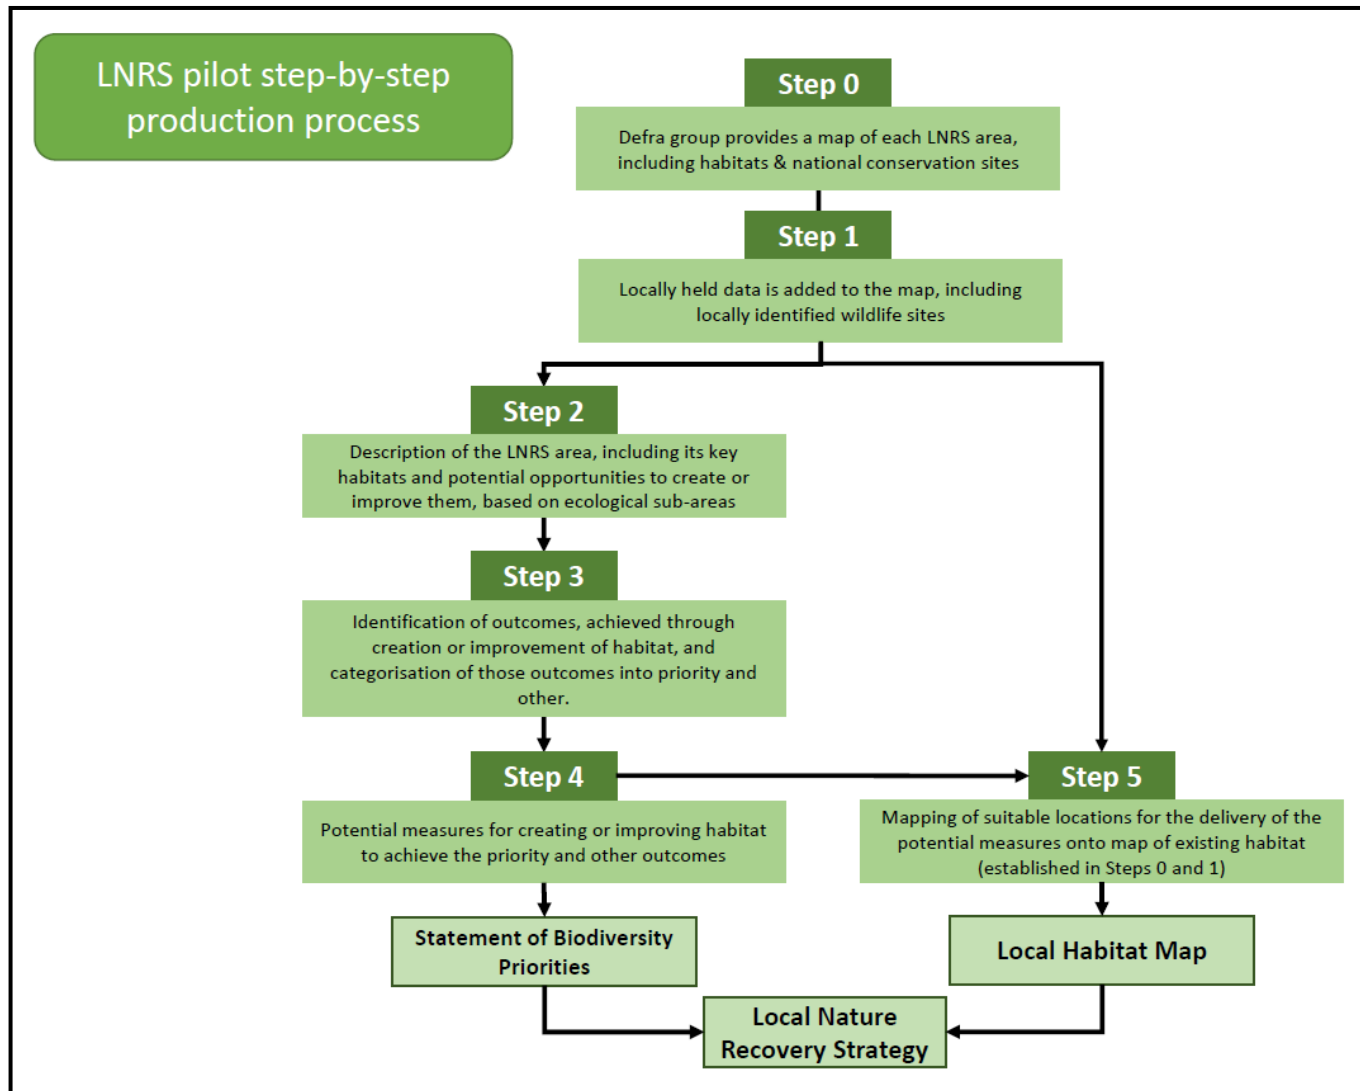 LNRS pilot step-by-step
production process
Step 0
Defra group provides a map of each LNRS area,
including habitats & national conservation sites
Step 1
Locally held data is added to the map, including
locally identified wildlife sites
Step 2
Description of the LNRS area, including its key
habitats and potential opportunities to create or
improve them, based on ecological sub-areas
Step 3
Identification of outcomes, achieved through
creation or improvement of habitat, and
categorisation of those outcomes into priority and
other.
Step 4
Potential measures for creating or improving habitat
to achieve the priority and other outcomes
Step 5
Mapping of suitable locations for the delivery of the
potential measures onto map of existing habitat
(established in Steps 0 and 1)
Statement of Biodiversity
Priorities
Local Habitat Map
Local Nature
Recovery Strategy